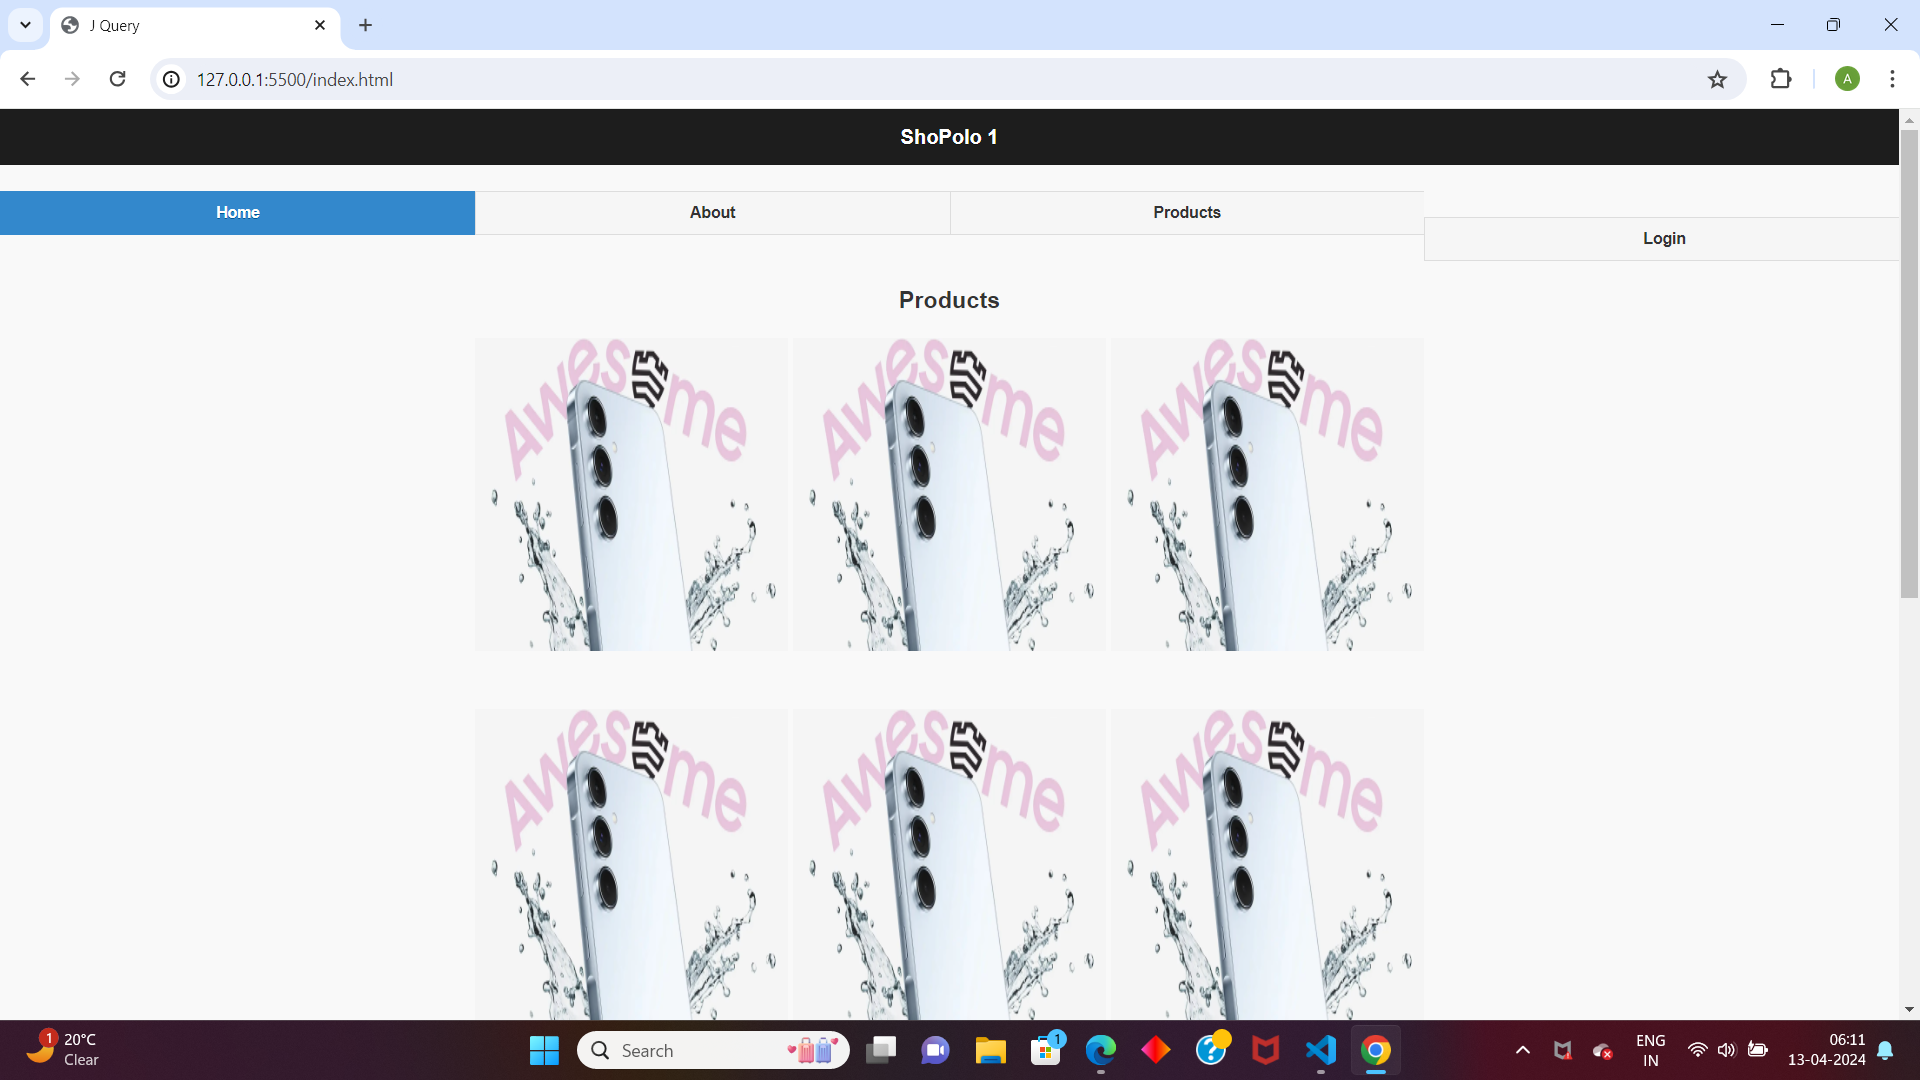 J Query
127.0.0.1:5500/index.html
A
ShoPolo 1
Home
About
Products
Login
Products
Awesome
Awesome
Awesome
Awesome
Awesome
Awesome
1
20°C
Clear
Search
1
ENG
IN
06:11
13-04-2024